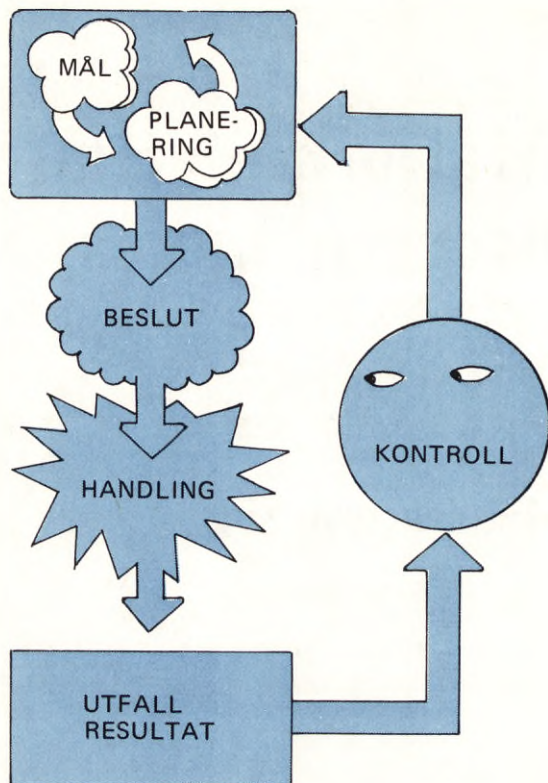 MÅL
PLANE-
RING
BESLUT
HANDLING
KONTROLL
UTFALL
RESULTAT